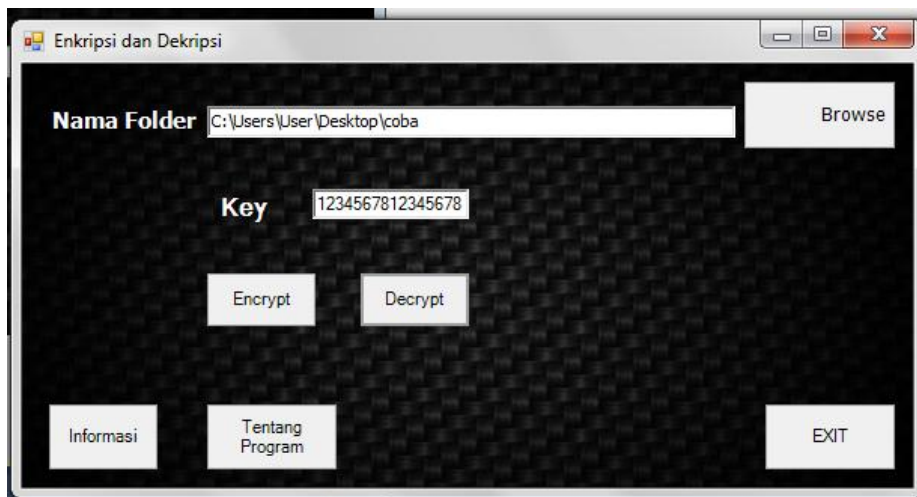 Enkripsi dan Dekripsi
Nama Folder C:\Users\User\Desktop\coba Browse
Key 1234567812345678
Encrypt Decrypt
Informasi Tentang Program EXIT